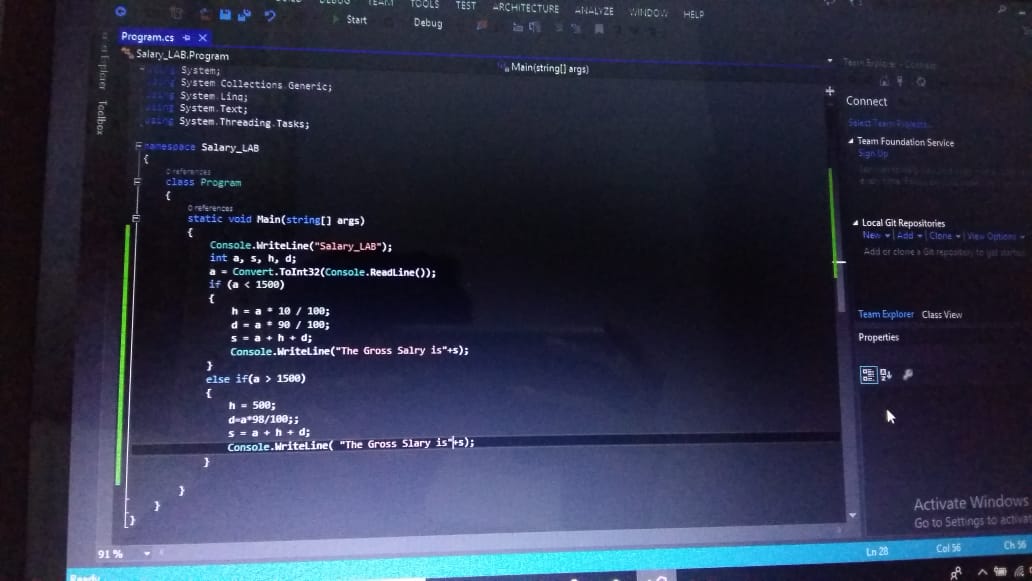 TOOLS TEST ARCHITECTURE ANALYZE WINDOW HELP
Start Debug
Program.cs
Salary_LAB.Program
Main(string[] args)
Toolbox
using System;
using System.Collections.Generic;
using System.Linq;
using System.Text;
using System.Threading.Tasks;
namespace Salary_LAB
{
0 references
class Program
{
0 references
static void Main(string[] args)
{
Console.WriteLine("Salary_LAB");
int a, s, h, d;
a = Convert.ToInt32(Console.ReadLine());
if (a < 1500)
{
h = a * 10 / 100;
d = a * 90 / 100;
s = a + h + d;
Console.WriteLine("The Gross Salry is"+s);
}
else if(a > 1500)
{
h = 500;
d=a*98/100;;
s = a + h + d;
Console.WriteLine( "The Gross Slary is"+s);
}
}
}
}
91 %
Team Explorer - Connect
Connect
Select Team Projects...
Team Foundation Service
Sign Up
Local Git Repositories
New Add Clone View Options
Add or clone a Git repository to get started
Team Explorer Class View
Properties
Activate Windows
Go to Settings to activat
Ready
Ln 28 Col 56 Ch 56